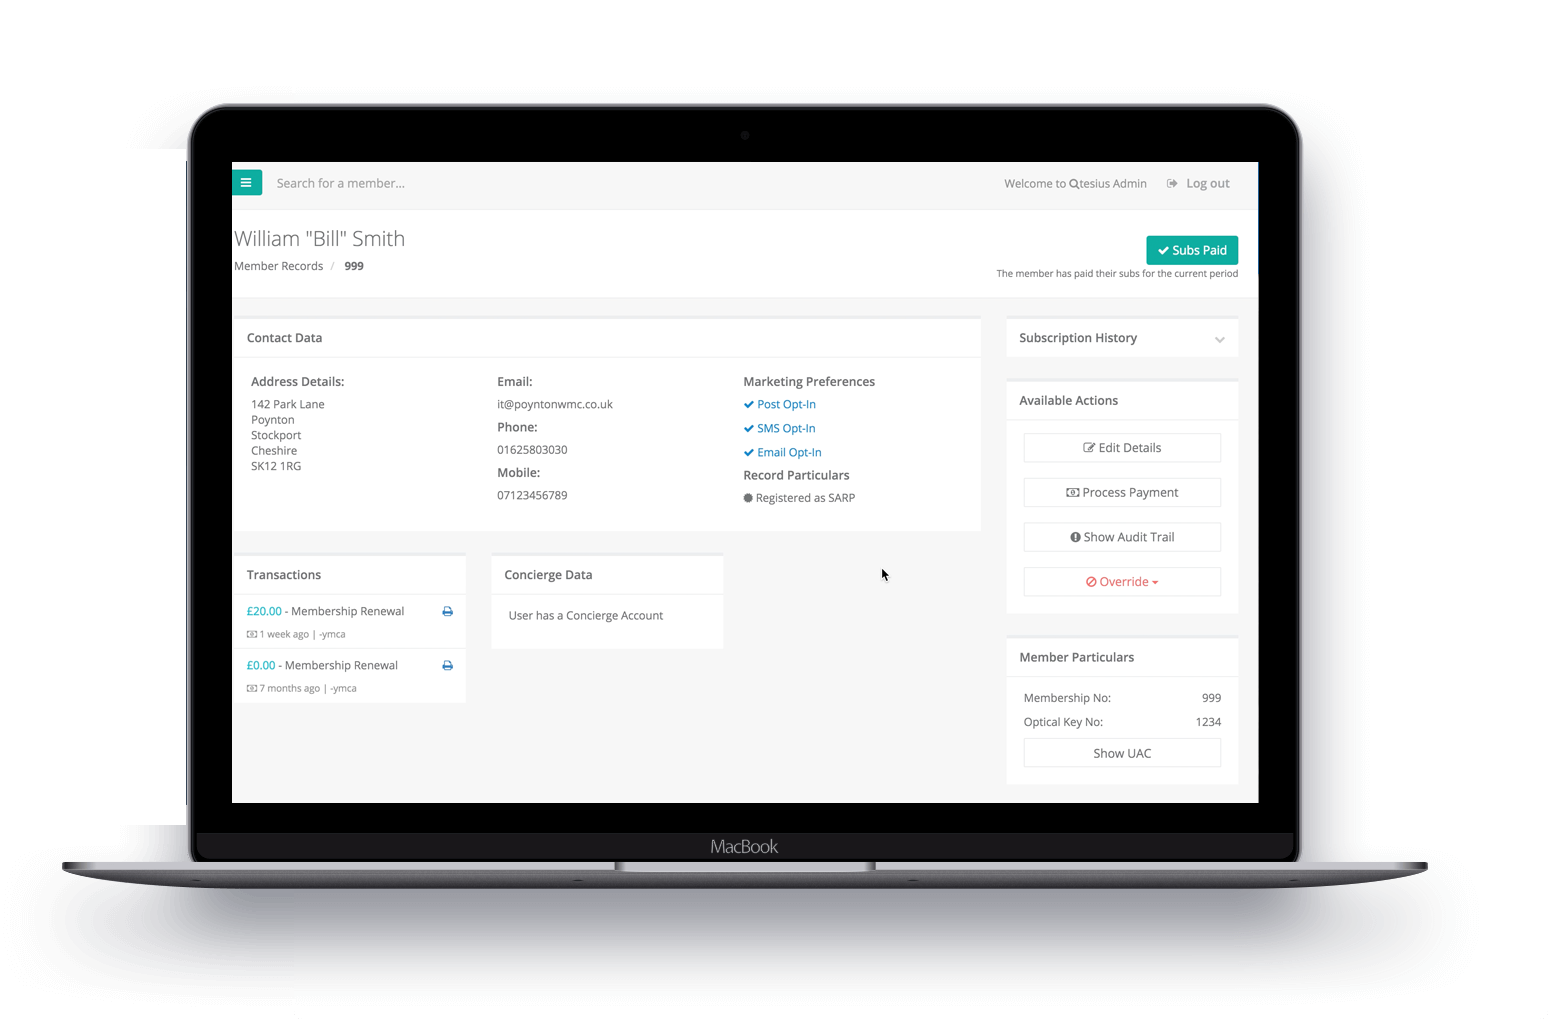 Search for a member...
Welcome to Qtesius Admin
Log out
William "Bill" Smith
Member Records / 999
Subs Paid
The member has paid their subs for the current period
Contact Data
Address Details:
142 Park Lane
Poynton
Stockport
Cheshire
SK12 1RG
Email:
it@poyntonwmc.co.uk
Phone:
01625803030
Mobile:
07123456789
Marketing Preferences
Post Opt-In
SMS Opt-In
Email Opt-In
Record Particulars
Registered as SARP
Subscription History
Available Actions
Edit Details
Process Payment
Show Audit Trail
Override
Transactions
£20.00 - Membership Renewal
1 week ago | -ymca
£0.00 - Membership Renewal
7 months ago | -ymca
Concierge Data
User has a Concierge Account
Member Particulars
Membership No: 999
Optical Key No: 1234
Show UAC
MacBook